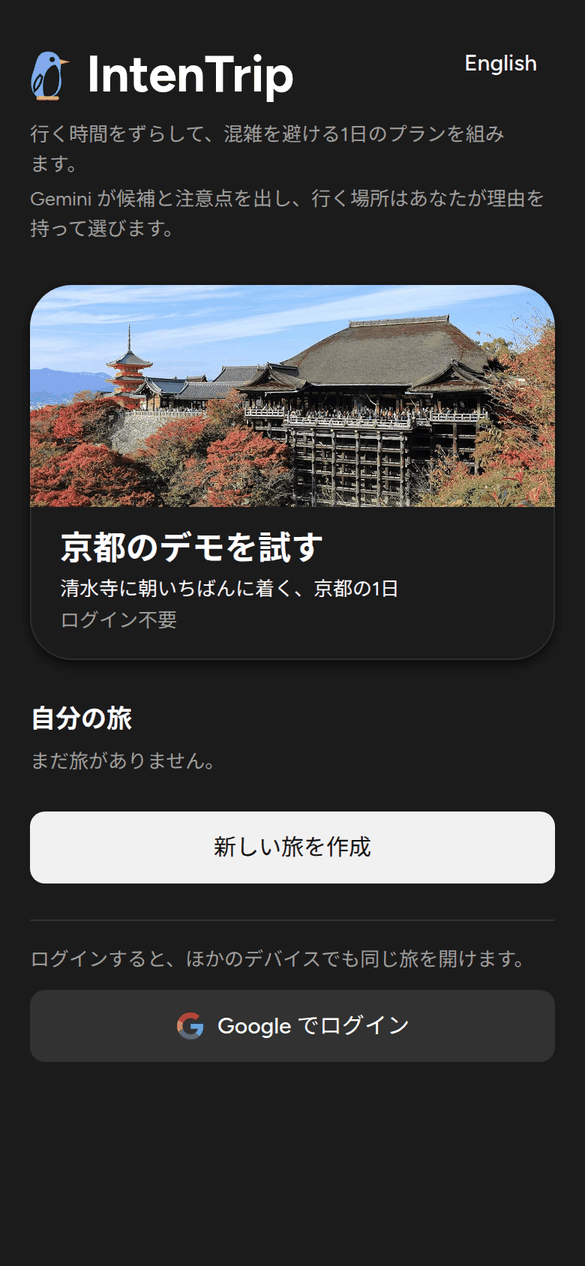 IntenTrip
English
行く時間をずらして、混雑を避ける1日のプランを組み
ます。
Gemini が候補と注意点を出し、行く場所はあなたが理由を
持って選びます。
京都のデモを試す
清水寺に朝いちばんに着く、京都の1日
ログイン不要
自分の旅
まだ旅がありません。
新しい旅を作成
ログインすると、ほかのデバイスでも同じ旅を開けます。
Google でログイン